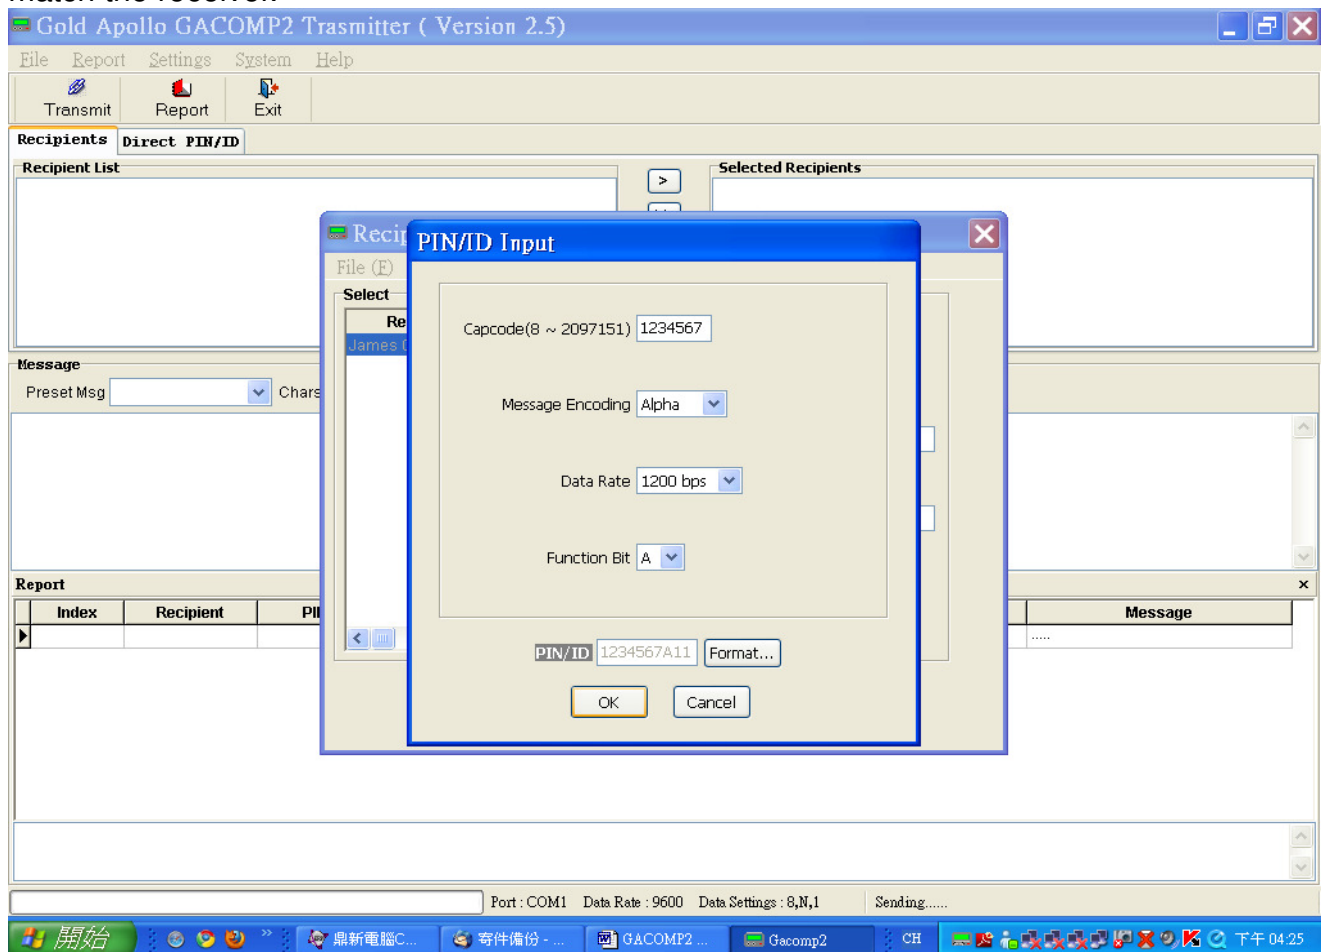 Gold Apollo GACOMP2 Trasmitter ( Version 2.5)
File Report Settings System Help
Transmit Report Exit
Recipients Direct PIN/ID
Recipient List
>
Selected Recipients
Recip
PIN/ID Input
File (F)
Select
Re
James
Capcode(8 ~ 2097151) 1234567
Message
Preset Msg
Chars
Message Encoding Alpha
Data Rate 1200 bps
Function Bit A
Report
x
Index Recipient PI
Message
.....
PIN/ID 1234567A11 Format...
OK Cancel
Port : COM1 Data Rate : 9600 Data Settings : 8,N,1 Sending......
開始
鼎新電腦C...
寄件備份 - ...
GACOMP2 ...
Gacomp2
CH
下午 04:25